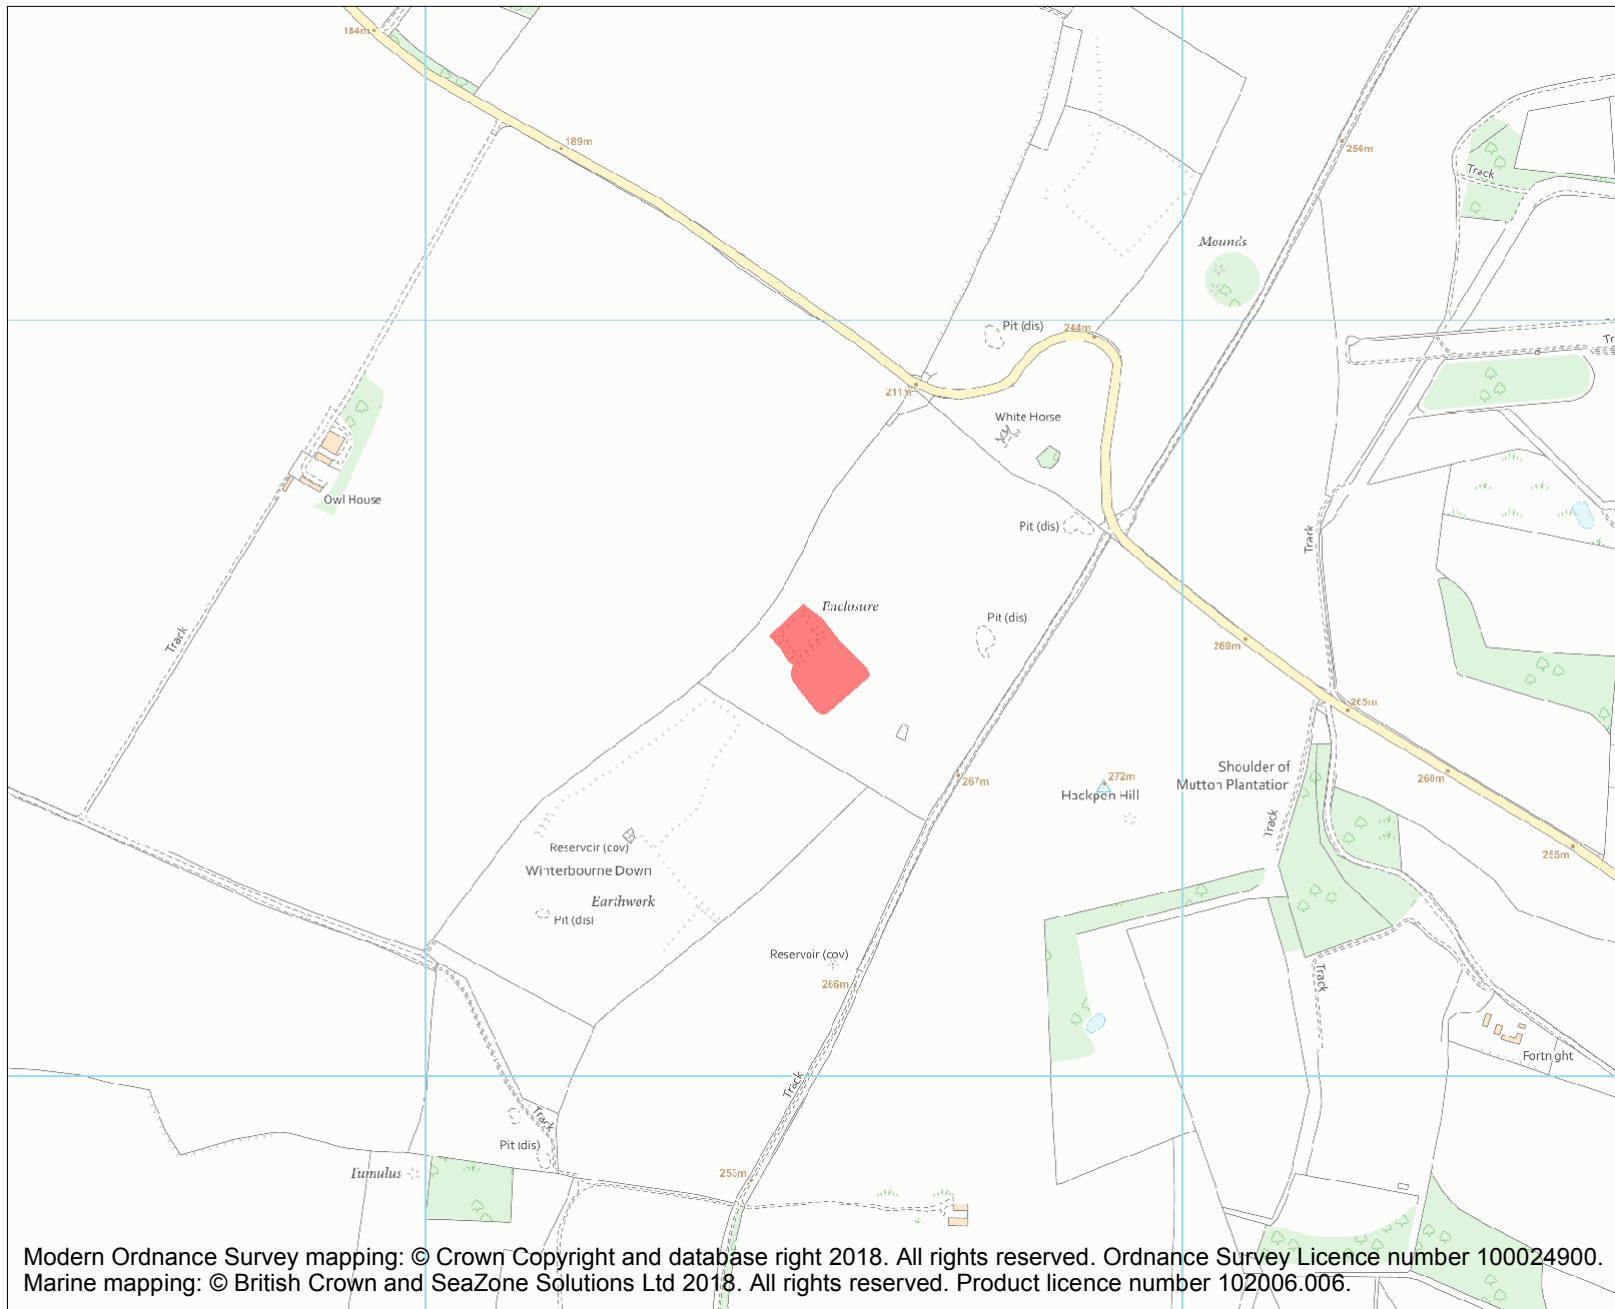 184m
189m
256m
Track
Mounds
Pit (dis)
244m
Tr
211m
White Horse
Owl House
Pit (dis)
Track
Enclosure
Pit (dis)
Track
269m
265m
Shoulder of
Mutton Plantation
260m
267m
272m
Hackpen Hill
Track
255m
Reservoir (cov)
Winterbourne Down
Earthwork
Pit (dis)
Reservoir (cov)
266m
Track
Fortnight
Track
Track
Pit (dis)
Tumulus
253m
Modern Ordnance Survey mapping: © Crown Copyright and database right 2018. All rights reserved. Ordnance Survey Licence number 100024900.
Marine mapping: © British Crown and SeaZone Solutions Ltd 2018. All rights reserved. Product licence number 102006.006.